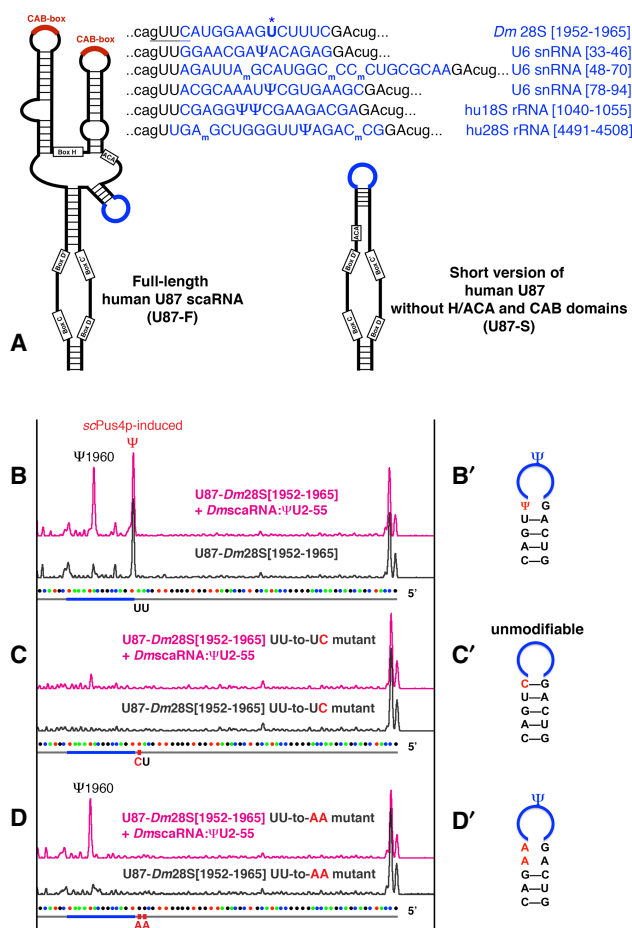 CAB-box
CAB-box
*
..cagUUCAUGGAAGUCUUUCGACug... Dm 28S [1952-1965]
..cagUUGGAACGAΨACAGAGGACug... U6 snRNA [33-46]
..cagUUAGAUUAmGCAUGGCmCCmCUGCGCAAGACug... U6 snRNA [48-70]
..cagUUACGCAAAUΨCGUGAAGCGACug... U6 snRNA [78-94]
..cagUUCGAGGΨΨCGAAGACGAGACug... hu18S rRNA [1040-1055]
..cagUUGAmGCUGGGUUΨAGACmCGGACug... hu28S rRNA [4491-4508]
Box H
ACA
Box D'
Box C'
Box C
Box D
Full-length
human U87 scaRNA
(U87-F)
ACA
Box D'
Box C'
Box C
Box D
Short version of
human U87
without H/ACA and CAB domains
(U87-S)
A
scPus4p-induced
Ψ
Ψ1960
B
U87-Dm28S[1952-1965]
+ DmscaRNA:ΨU2-55
U87-Dm28S[1952-1965]
5′
UU
B′
Ψ
Ψ G
U—A
G—C
A—U
C—G
C
U87-Dm28S[1952-1965] UU-to-UC mutant
+ DmscaRNA:ΨU2-55
U87-Dm28S[1952-1965] UU-to-UC mutant
5′
CU
unmodifiable
C′
C—G
U—A
G—C
A—U
C—G
D
Ψ1960
U87-Dm28S[1952-1965] UU-to-AA mutant
+ DmscaRNA:ΨU2-55
U87-Dm28S[1952-1965] UU-to-AA mutant
5′
AA
D′
Ψ
A G
A A
G—C
A—U
C—G